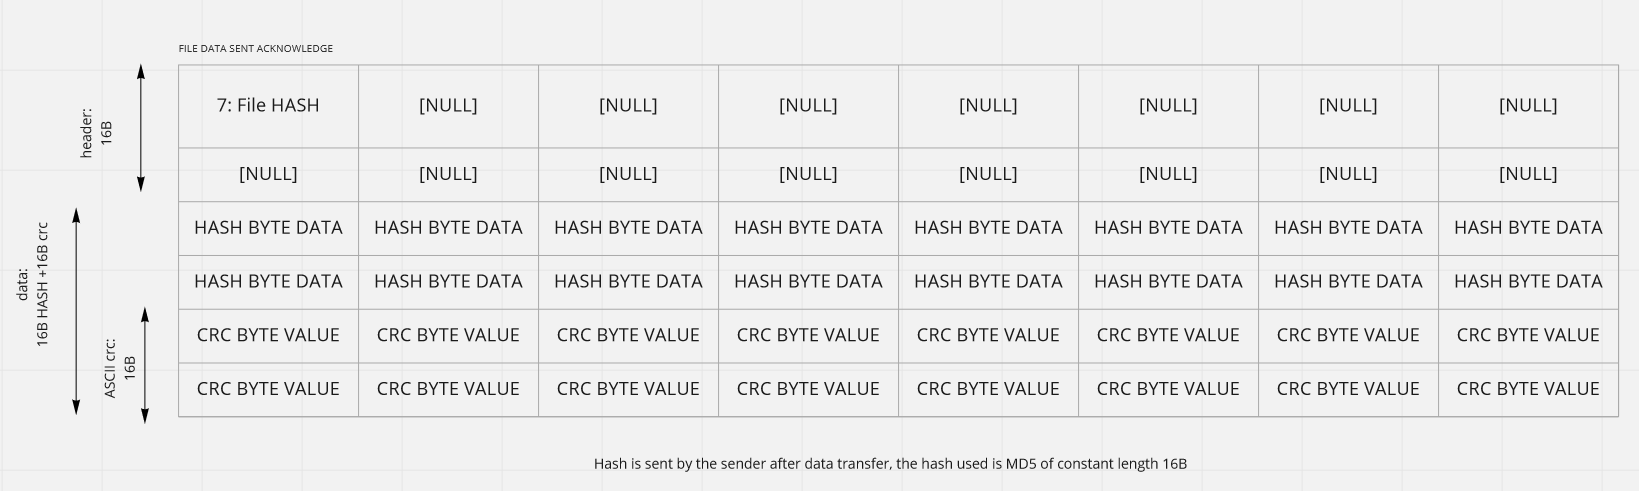 FILE DATA SENT ACKNOWLEDGE
header:
16B
7: File HASH [NULL] [NULL] [NULL] [NULL] [NULL] [NULL] [NULL]
[NULL] [NULL] [NULL] [NULL] [NULL] [NULL] [NULL] [NULL]
data:
16B HASH +16B crc
HASH BYTE DATA HASH BYTE DATA HASH BYTE DATA HASH BYTE DATA HASH BYTE DATA HASH BYTE DATA HASH BYTE DATA HASH BYTE DATA
HASH BYTE DATA HASH BYTE DATA HASH BYTE DATA HASH BYTE DATA HASH BYTE DATA HASH BYTE DATA HASH BYTE DATA HASH BYTE DATA
ASCII crc:
16B
CRC BYTE VALUE CRC BYTE VALUE CRC BYTE VALUE CRC BYTE VALUE CRC BYTE VALUE CRC BYTE VALUE CRC BYTE VALUE CRC BYTE VALUE
CRC BYTE VALUE CRC BYTE VALUE CRC BYTE VALUE CRC BYTE VALUE CRC BYTE VALUE CRC BYTE VALUE CRC BYTE VALUE CRC BYTE VALUE
Hash is sent by the sender after data transfer, the hash used is MD5 of constant length 16B